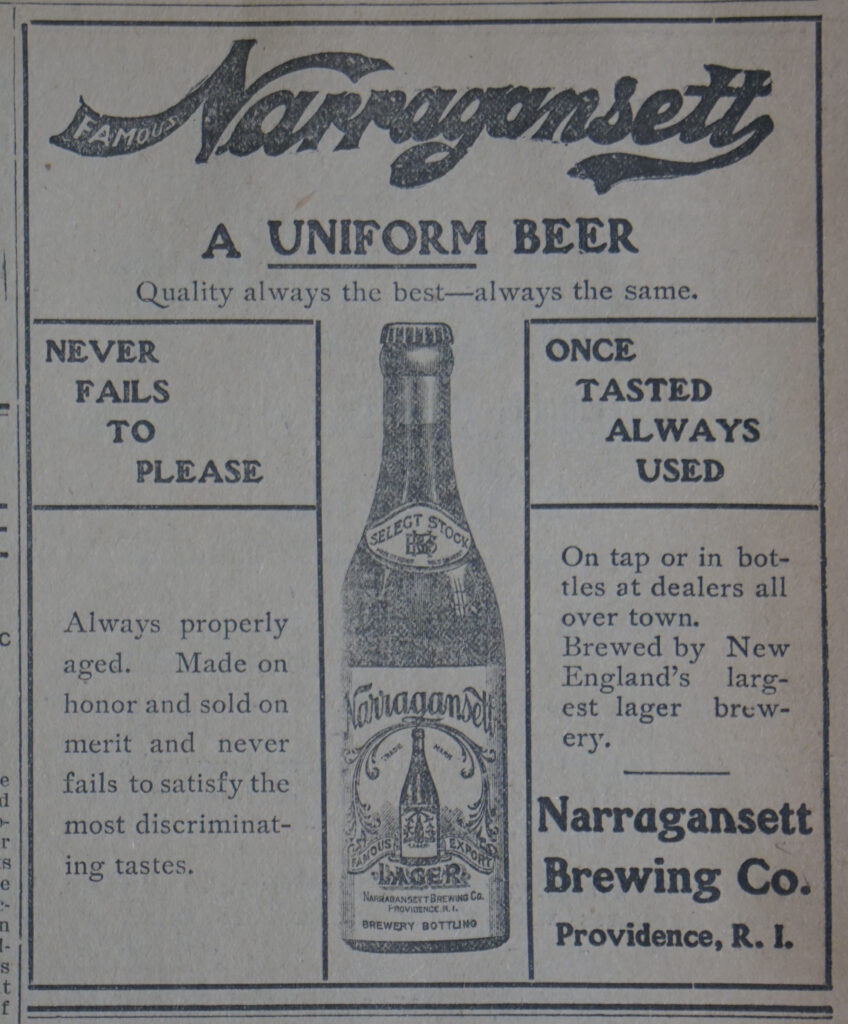 FAMOUS Narragansett
A UNIFORM BEER
Quality always the best—always the same.
NEVER
FAILS
TO
PLEASE
Always properly
aged. Made on
honor and sold on
merit and never
fails to satisfy the
most discriminat-
ing tastes.
SELECT STOCK
Narragansett
TRADE MARK
FAMOUS EXPORT
LAGER
NARRAGANSETT BREWING CO.
PROVIDENCE, R.I.
BREWERY BOTTLING
ONCE
TASTED
ALWAYS
USED
On tap or in bot-
tles at dealers all
over town.
Brewed by New
England's larg-
est lager brew-
ery.
Narragansett
Brewing Co.
Providence, R. I.